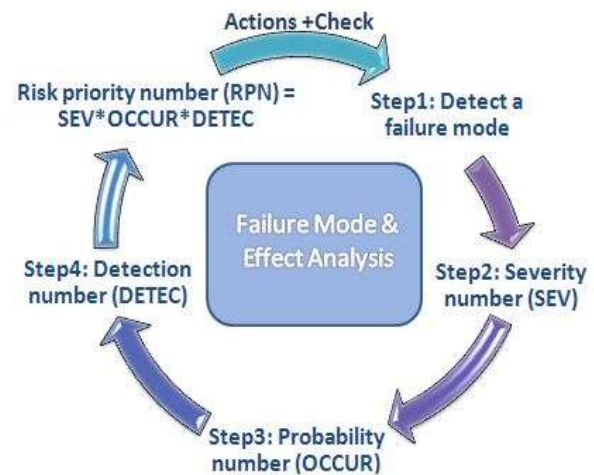 Actions +Check
Step1: Detect a
failure mode
Step2: Severity
number (SEV)
Step3: Probability
number (OCCUR)
Step4: Detection
number (DETEC)
Risk priority number (RPN) =
SEV*OCCUR*DETEC
Failure Mode &
Effect Analysis